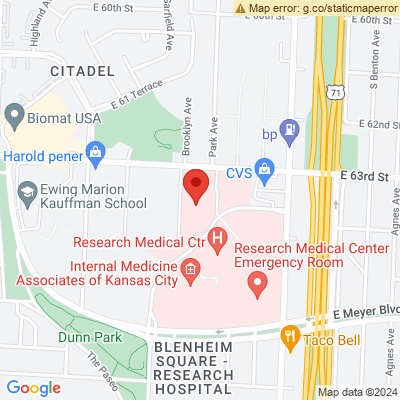 E 60th St
E 60th St
Map error: g.co/staticmaperror
Highland Ave
Garfield Ave
CITADEL
S Benton Ave
E 61 Terrace
71
Brooklyn Ave
Park Ave
Biomat USA
bp
E 62nd St
Harold pener
CVS
E 63rd St
Ewing Marion
Kauffman School
Agnes Ave
Research Medical Ctr
H
Research Medical Center
Emergency Room
Internal Medicine
Associates of Kansas City
E Meyer Blvd
Dunn Park
Taco Bell
The Paseo
BLENHEIM
SQUARE -
RESEARCH
HOSPITAL
Agnes Ave
Google
Map data ©2024